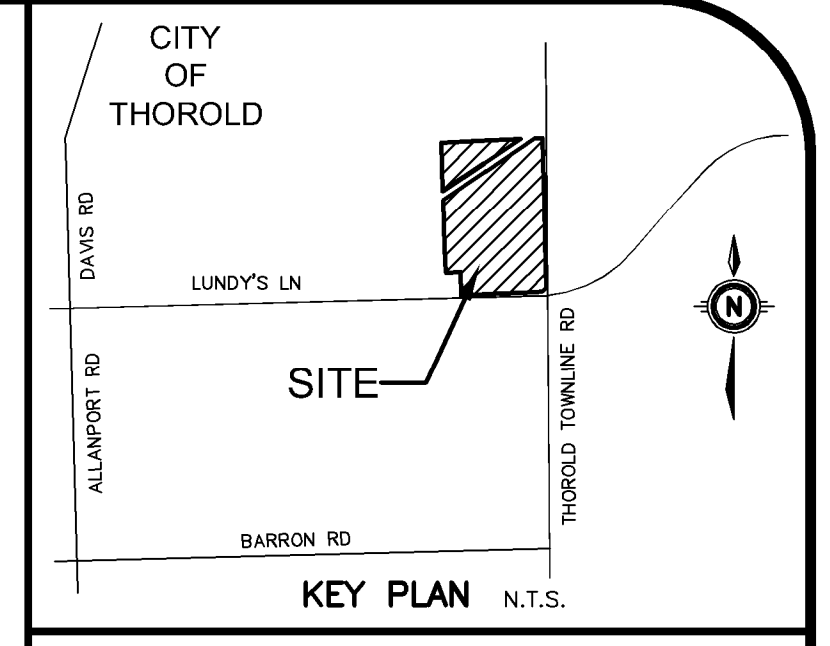 CITY
OF
THOROLD
DAVIS RD
LUNDY'S LN
N
SITE
THOROLD TOWNLINE RD
ALLANPORT RD
BARRON RD
KEY PLAN N.T.S.